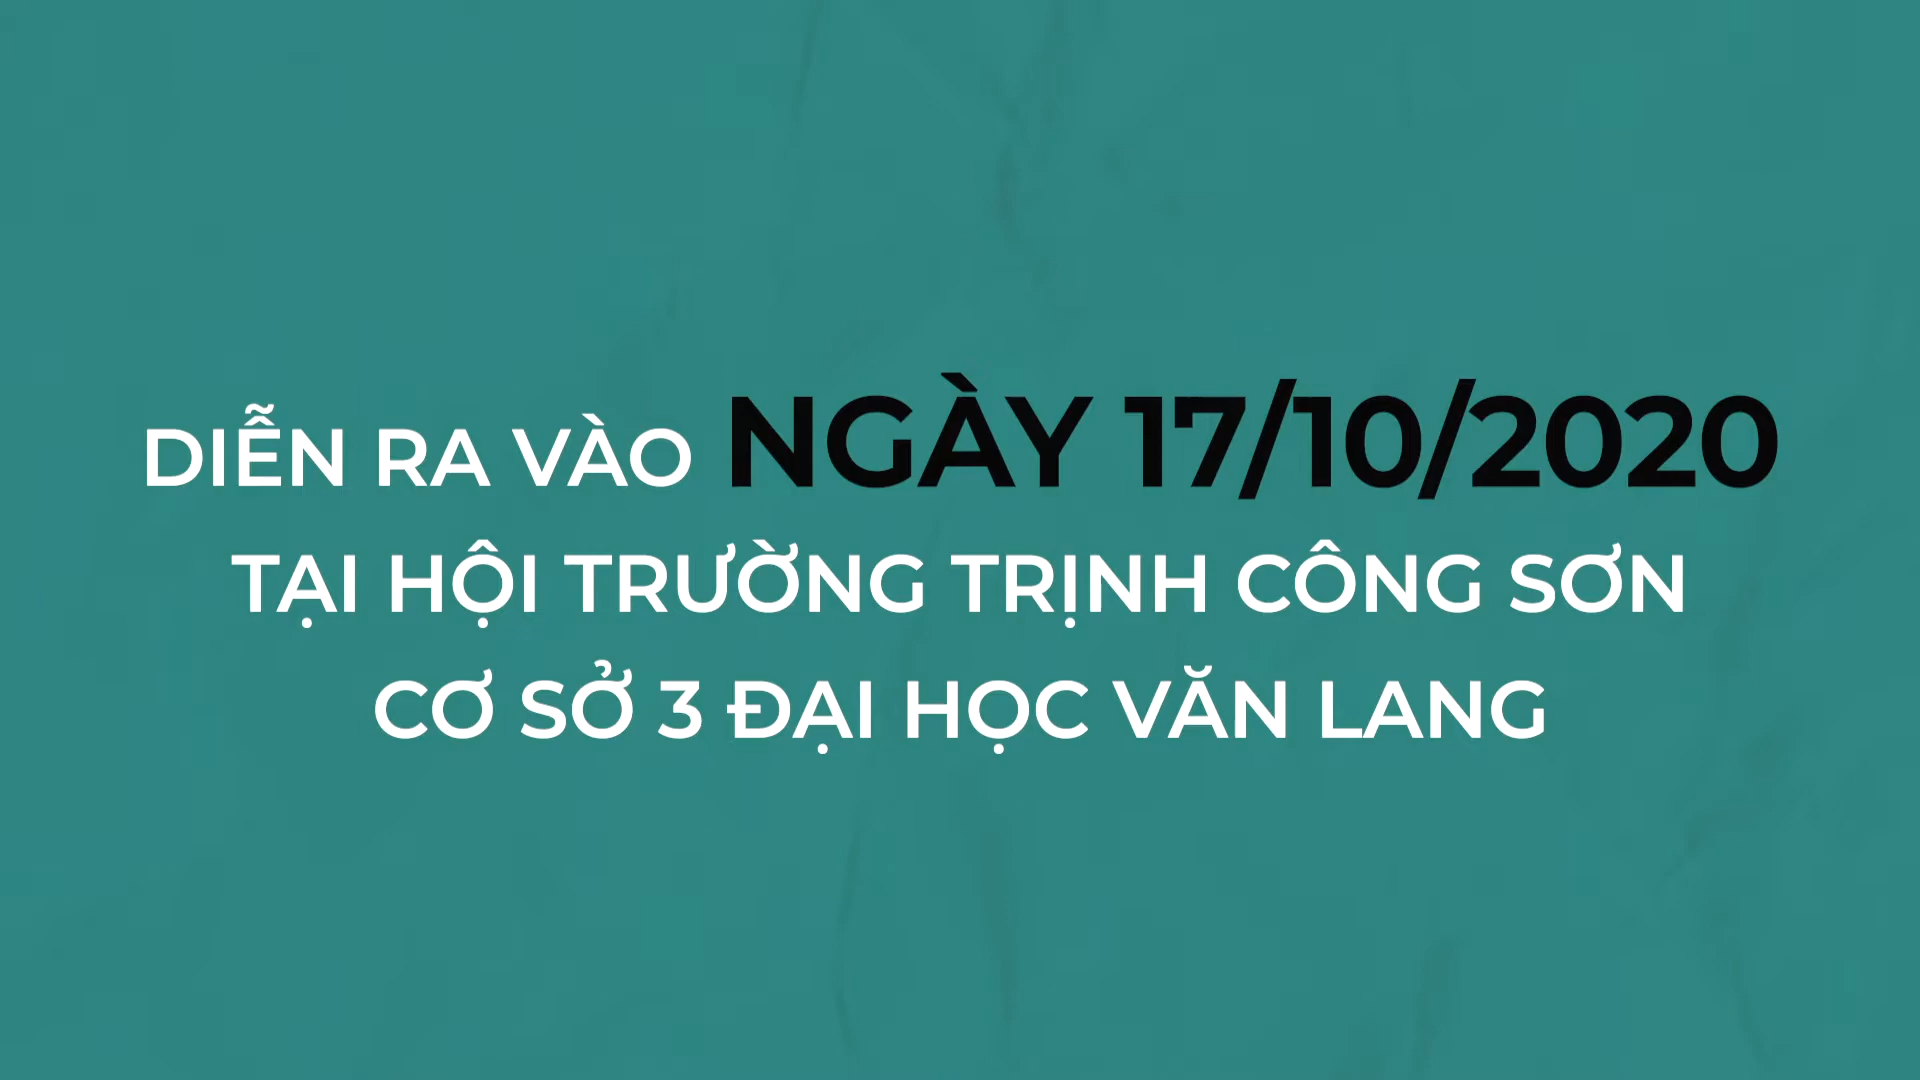 DIỄN RA VÀO NGÀY 17/10/2020
TẠI HỘI TRƯỜNG TRỊNH CÔNG SƠN
CƠ SỞ 3 ĐẠI HỌC VĂN LANG